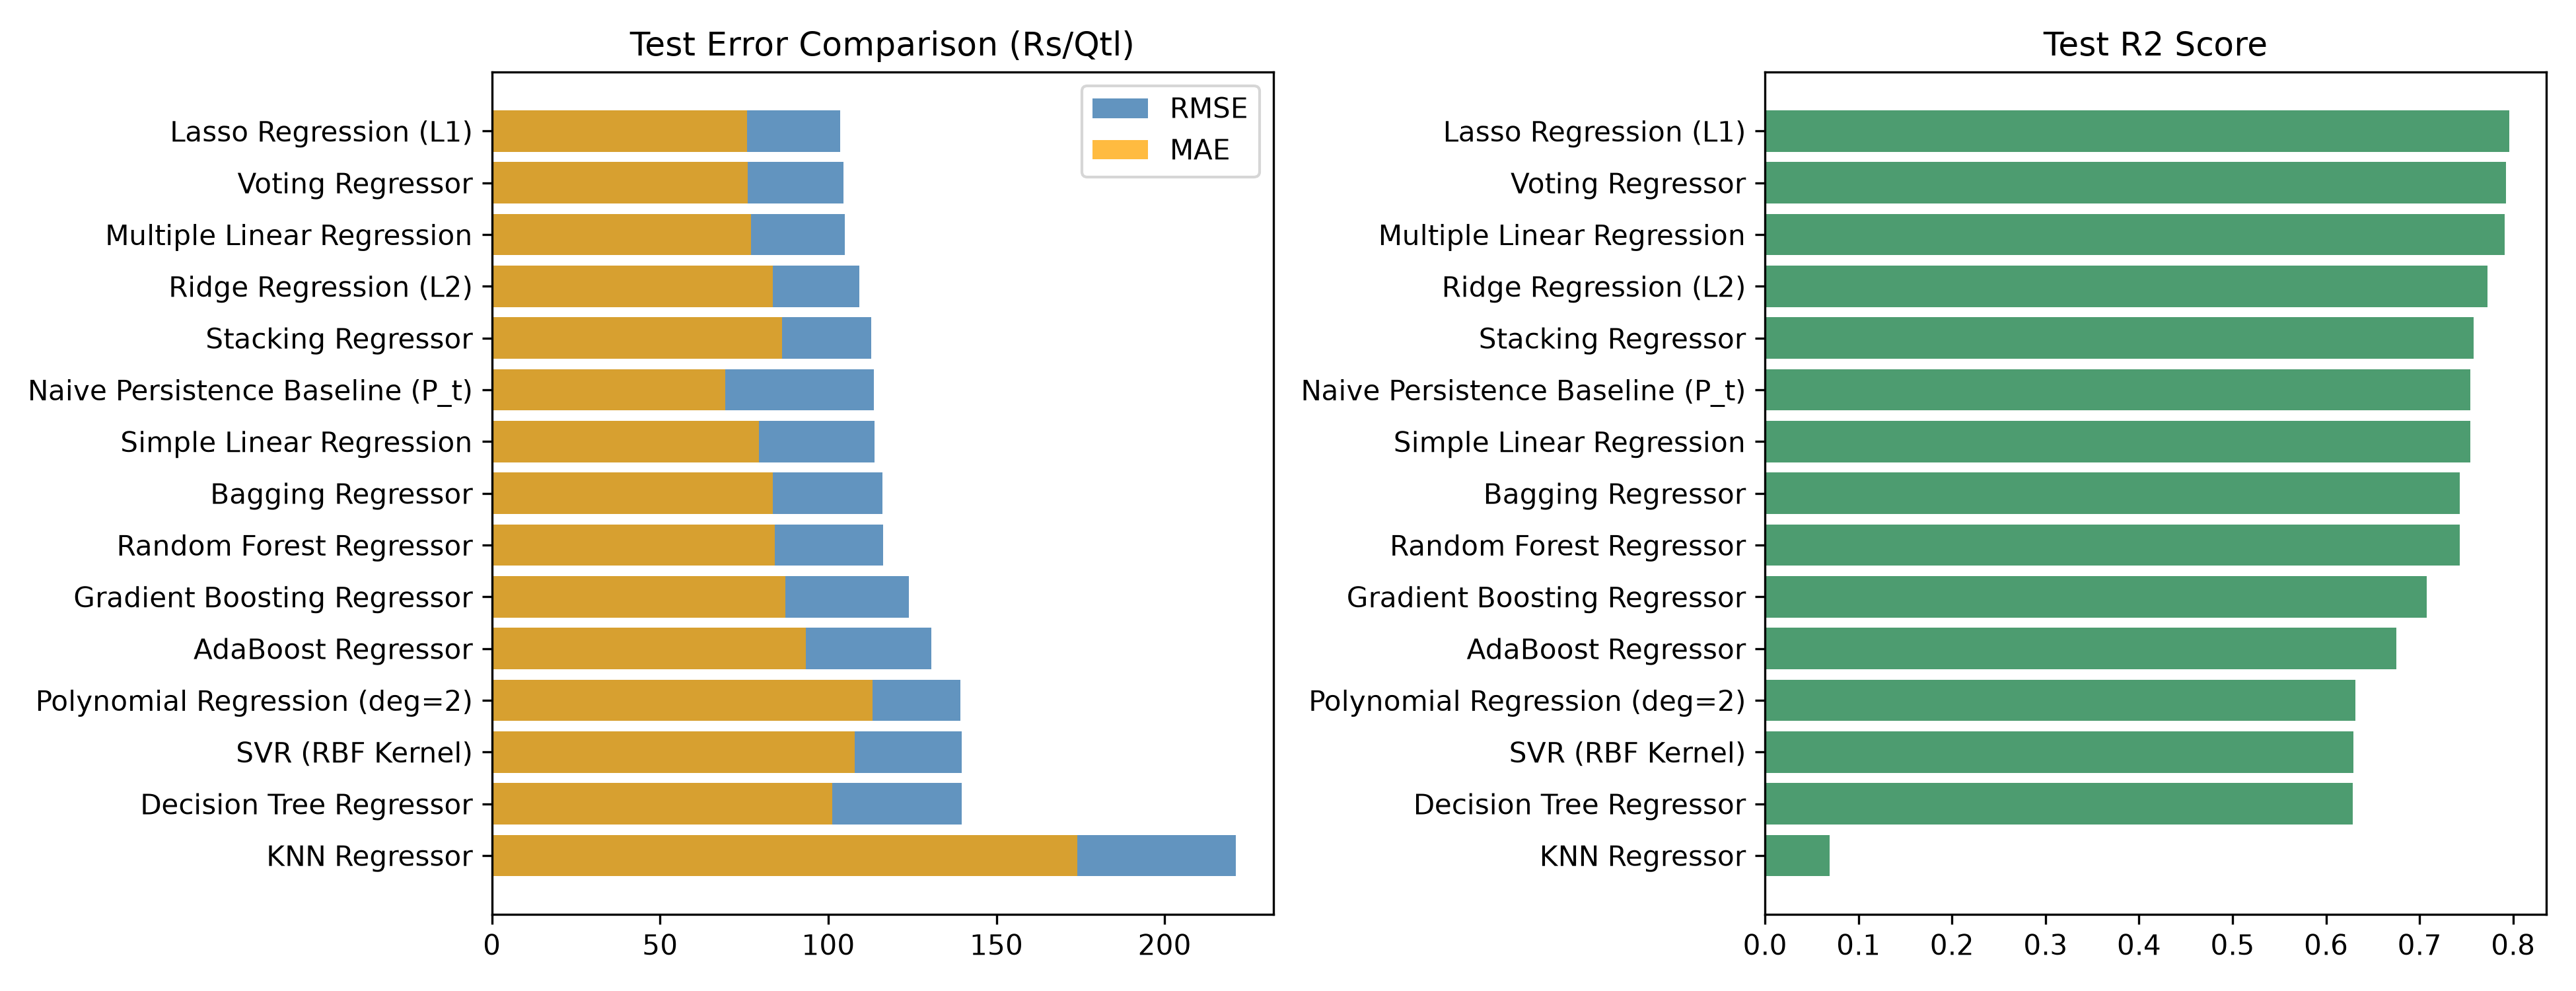 Test Error Comparison (Rs/Qtl)
RMSE
MAE
Lasso Regression (L1)
Voting Regressor
Multiple Linear Regression
Ridge Regression (L2)
Stacking Regressor
Naive Persistence Baseline (P_t)
Simple Linear Regression
Bagging Regressor
Random Forest Regressor
Gradient Boosting Regressor
AdaBoost Regressor
Polynomial Regression (deg=2)
SVR (RBF Kernel)
Decision Tree Regressor
KNN Regressor
0 50 100 150 200
Test R2 Score
Lasso Regression (L1)
Voting Regressor
Multiple Linear Regression
Ridge Regression (L2)
Stacking Regressor
Naive Persistence Baseline (P_t)
Simple Linear Regression
Bagging Regressor
Random Forest Regressor
Gradient Boosting Regressor
AdaBoost Regressor
Polynomial Regression (deg=2)
SVR (RBF Kernel)
Decision Tree Regressor
KNN Regressor
0.0 0.1 0.2 0.3 0.4 0.5 0.6 0.7 0.8